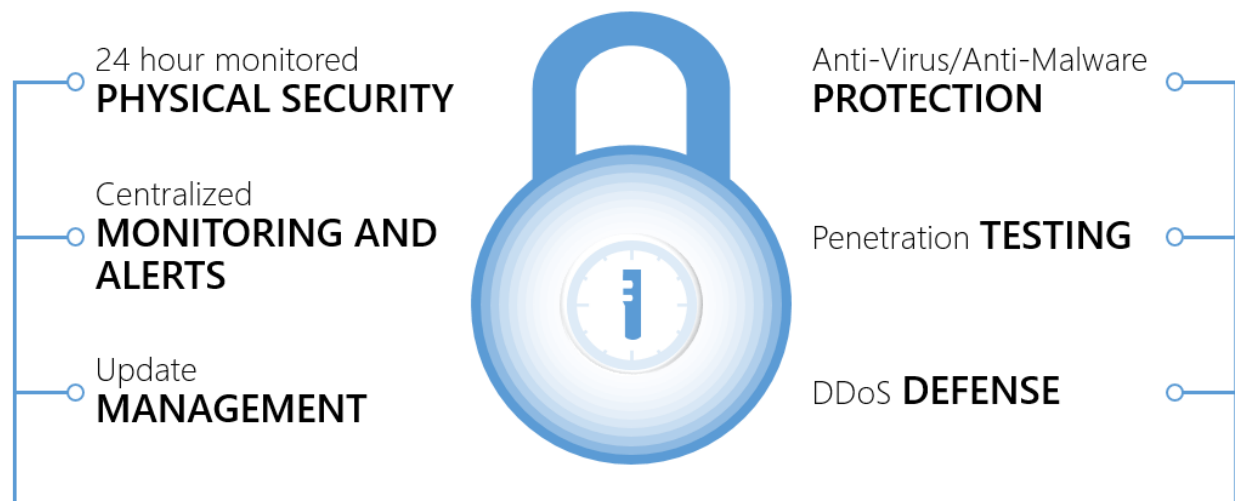 24 hour monitored
PHYSICAL SECURITY
Centralized
MONITORING AND
ALERTS
Update
MANAGEMENT
Anti-Virus/Anti-Malware
PROTECTION
Penetration TESTING
DDoS DEFENSE